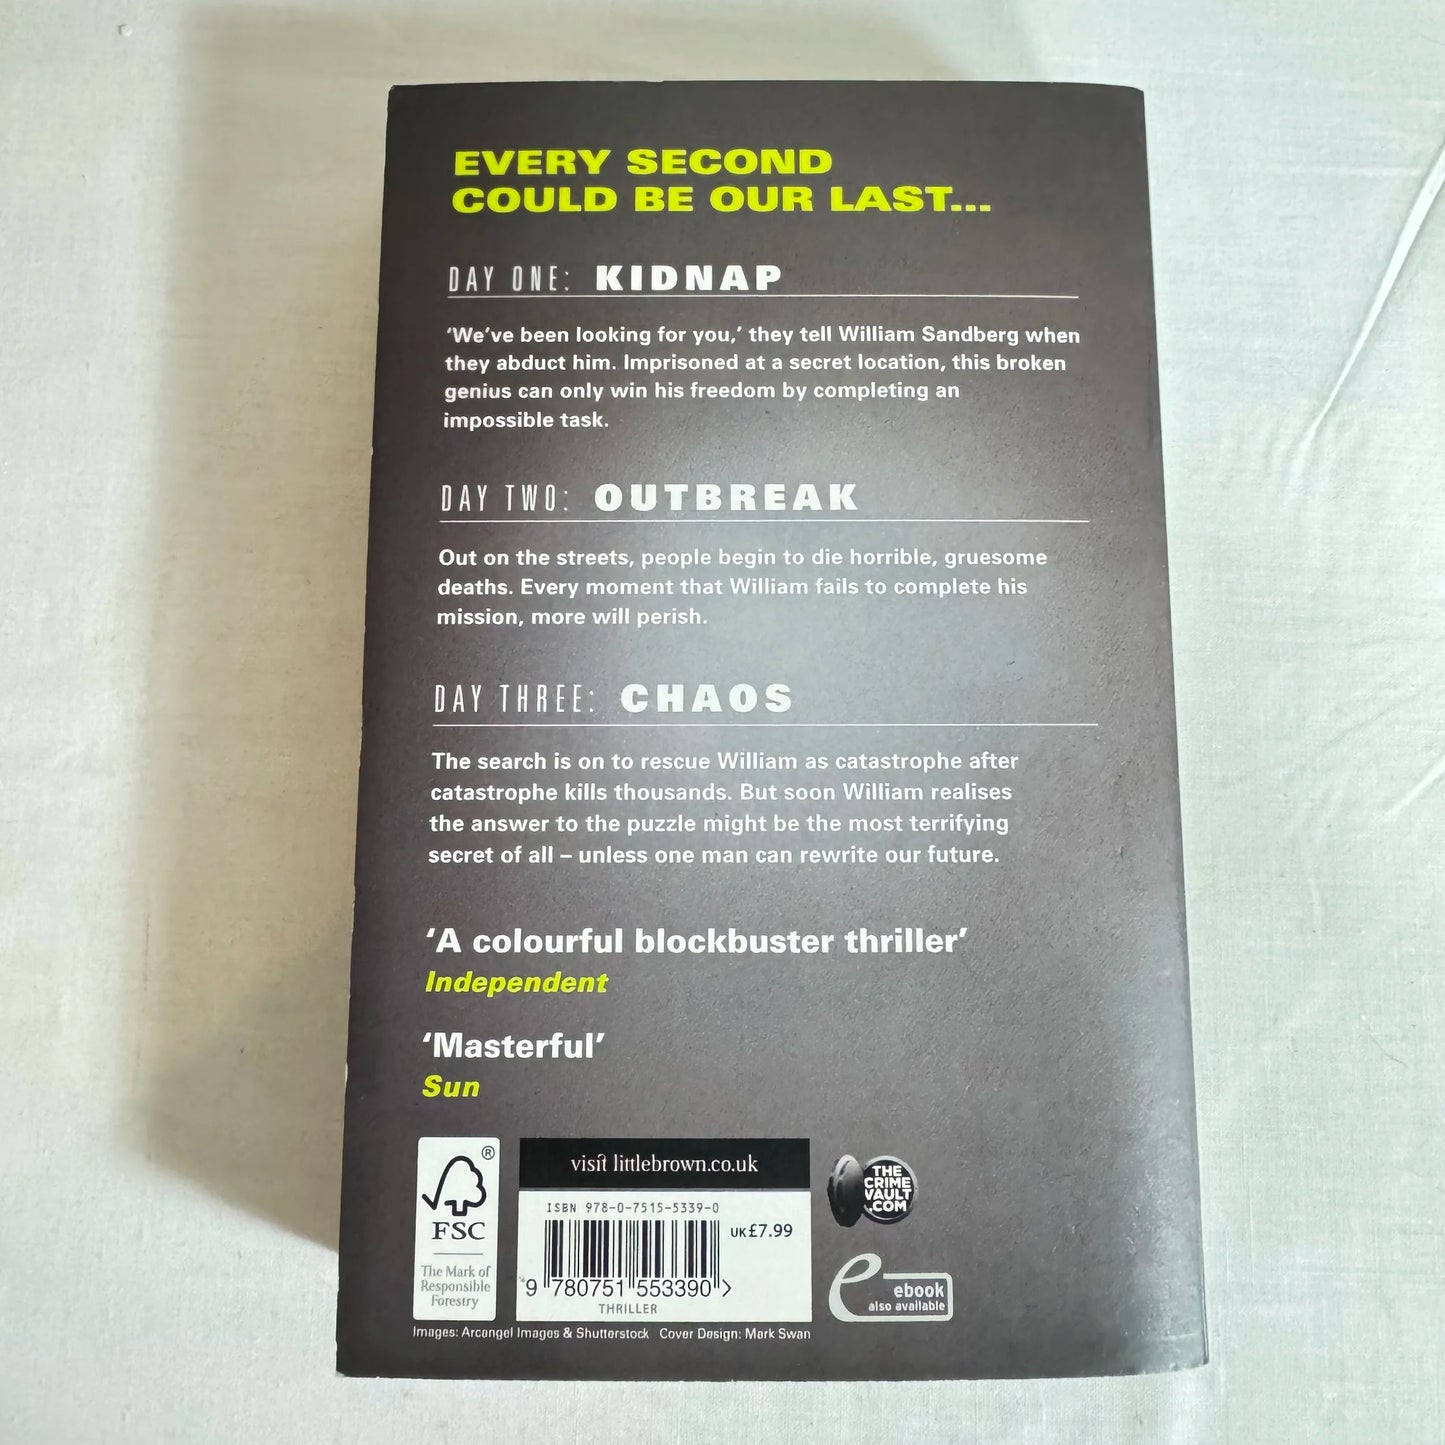 EVERY SECOND
COULD BE OUR LAST...
DAY ONE: KIDNAP
‘We’ve been looking for you,’ they tell William Sandberg when
they abduct him. Imprisoned at a secret location, this broken
genius can only win his freedom by completing an
impossible task.
DAY TWO: OUTBREAK
Out on the streets, people begin to die horrible, gruesome
deaths. Every moment that William fails to complete his
mission, more will perish.
DAY THREE: CHAOS
The search is on to rescue William as catastrophe after
catastrophe kills thousands. But soon William realises
the answer to the puzzle might be the most terrifying
secret of all – unless one man can rewrite our future.
‘A colourful blockbuster thriller’
Independent
‘Masterful’
Sun
®
FSC
The Mark of
Responsible
Forestry
visit littlebrown.co.uk
ISBN 978-0-7515-5339-0
UK£7.99
9 780751 553390 >
THRILLER
THE
CRIME
VAULT
.COM
e
ebook
also available
Images: Arcangel Images & Shutterstock Cover Design: Mark Swan